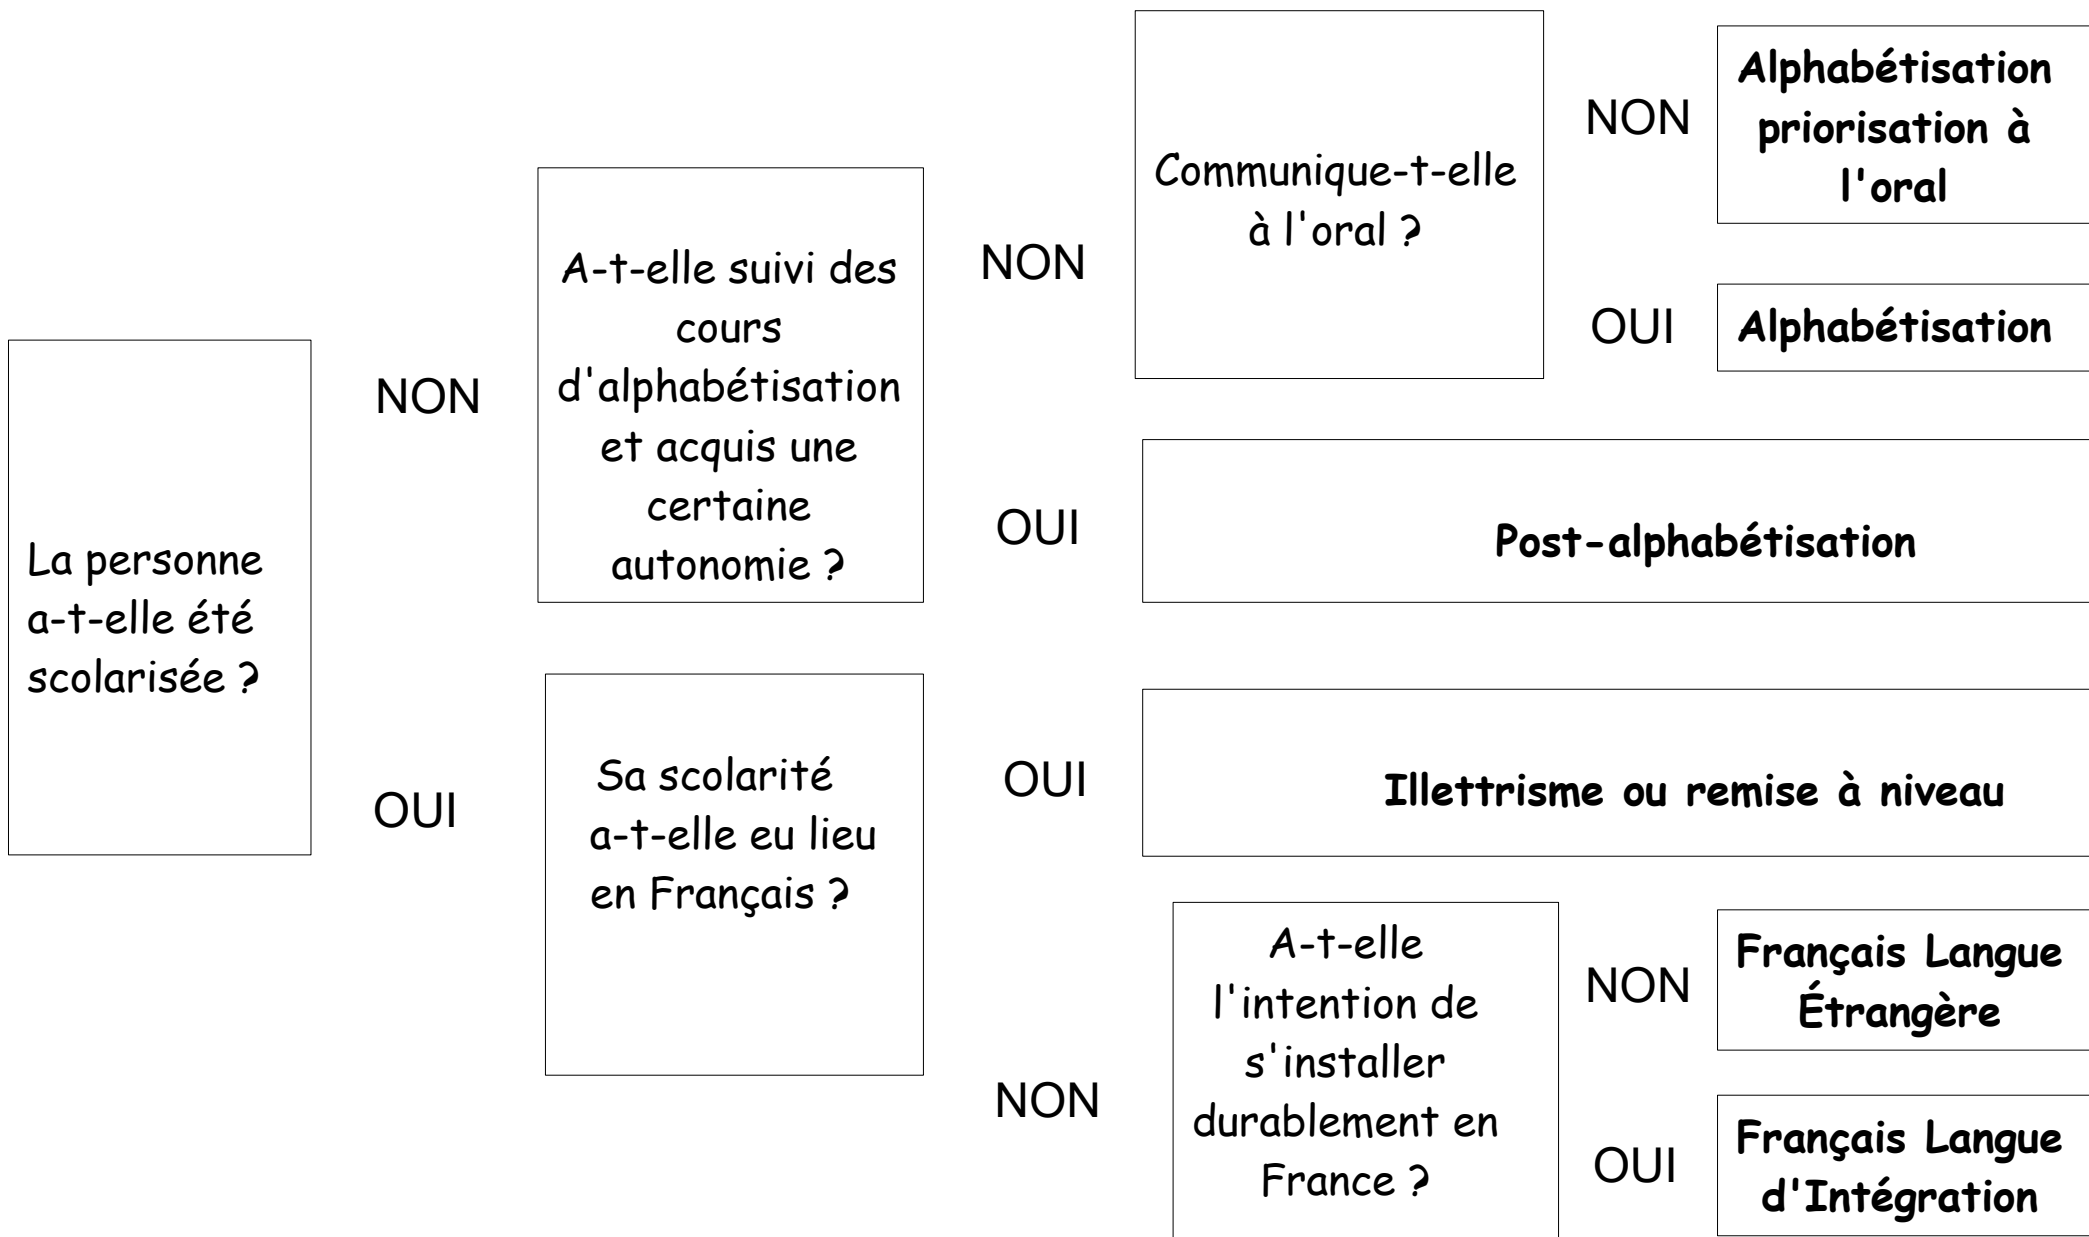 La personne
a-t-elle été
scolarisée ?
NON
A-t-elle suivi des
cours
d'alphabétisation
et acquis une
certaine
autonomie ?
NON
Communique-t-elle
à l'oral ?
NON
Alphabétisation
priorisation à
l'oral
OUI
Alphabétisation
OUI
Post-alphabétisation
OUI
Sa scolarité
a-t-elle eu lieu
en Français ?
OUI
Illettrisme ou remise à niveau
NON
A-t-elle
l'intention de
s'installer
durablement en
France ?
NON
Français Langue
Étrangère
OUI
Français Langue
d'Intégration